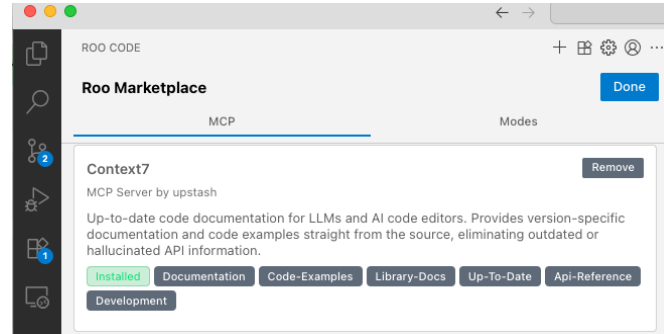 ROO CODE
Roo Marketplace
Done
MCP
Modes
Context7
Remove
MCP Server by upstash
Up-to-date code documentation for LLMs and AI code editors. Provides version-specific
documentation and code examples straight from the source, eliminating outdated or
hallucinated API information.
Installed Documentation Code-Examples Library-Docs Up-To-Date Api-Reference
Development
2
1